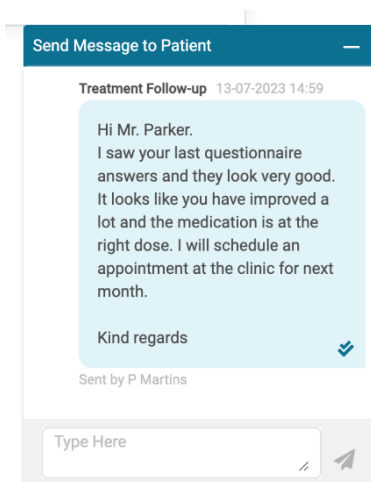 Send Message to Patient
Treatment Follow-up 13-07-2023 14:59
Hi Mr. Parker.
I saw your last questionnaire
answers and they look very good.
It looks like you have improved a
lot and the medication is at the
right dose. I will schedule an
appointment at the clinic for next
month.
Kind regards
Sent by P Martins
Type Here